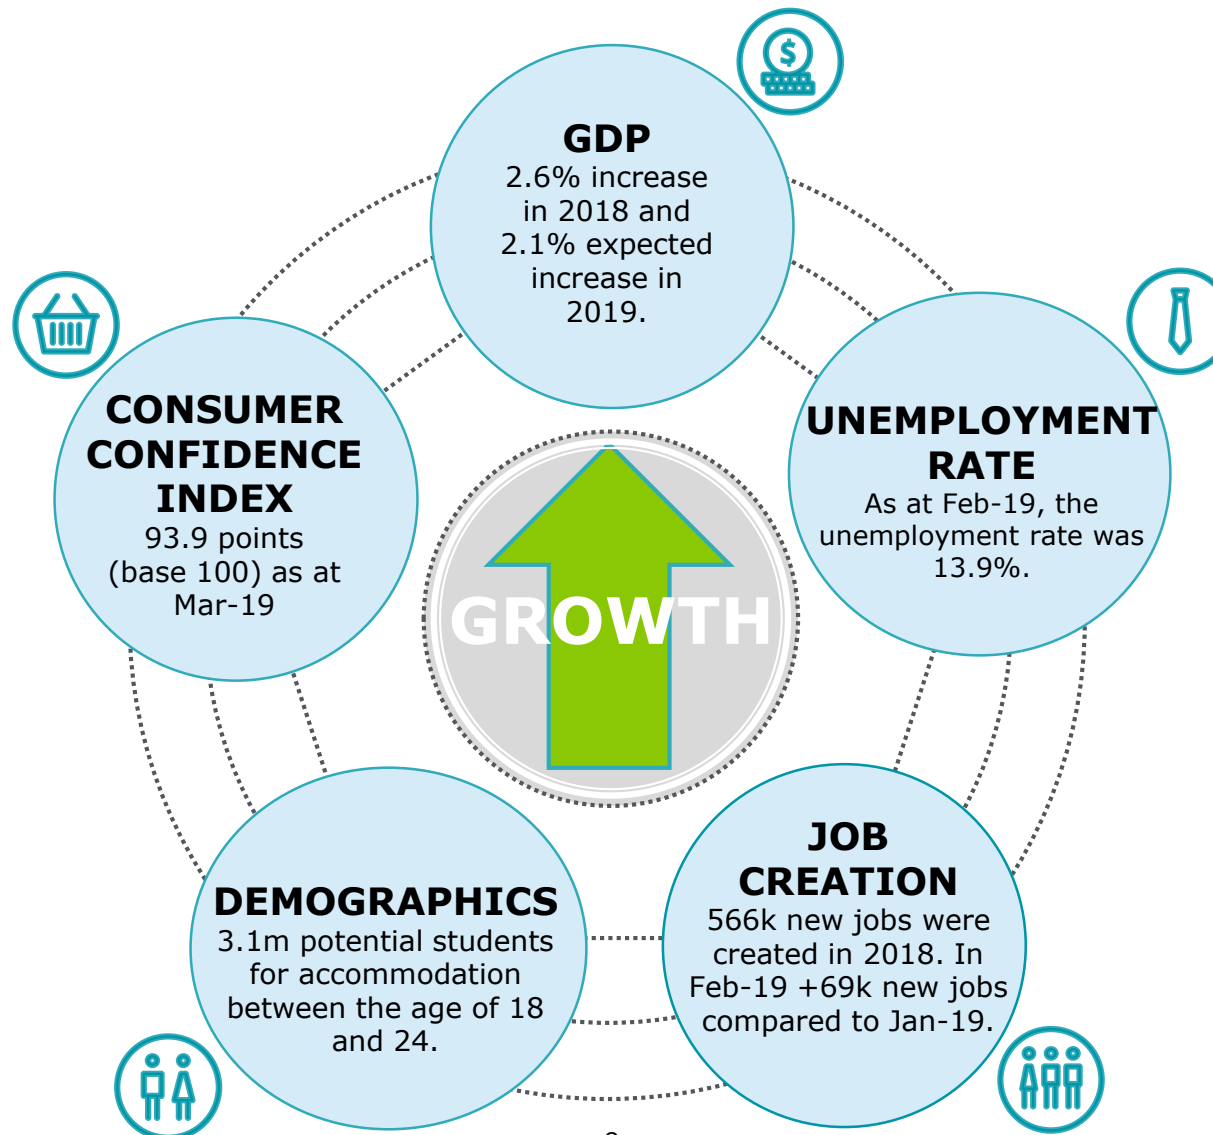 $
GDP
2.6% increase
in 2018 and
2.1% expected
increase in
2019.
CONSUMER
CONFIDENCE
INDEX
93.9 points
(base 100) as at
Mar-19
UNEMPLOYMENT
RATE
As at Feb-19, the
unemployment rate was
13.9%.
GROWTH
DEMOGRAPHICS
3.1m potential students
for accommodation
between the age of 18
and 24.
JOB
CREATION
566k new jobs were
created in 2018. In
Feb-19 +69k new jobs
compared to Jan-19.